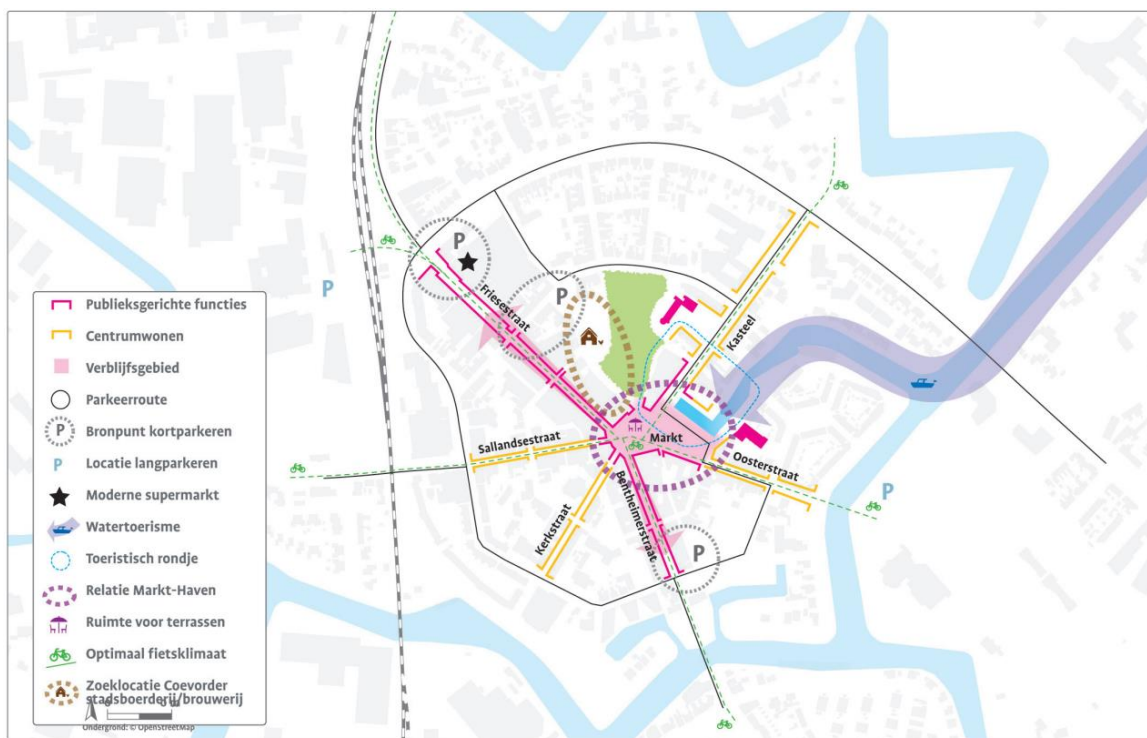 Publieksgerichte functies
Centrumwonen
Verblijfsgebied
Parkeerroute
P Bronpunt kortparkeren
P Locatie langparkeren
Moderne supermarkt
Watertoerisme
Toeristisch rondje
Relatie Markt-Haven
Ruimte voor terrassen
Optimaal fietsklimaat
Zoeklocatie Coevorder
stadsboerderij/brouwerij
Ondergrond: © OpenStreetMap
P
P
Friesestraat
P
P
Kasteel
Sallandsestraat
Markt
Oosterstraat
P
Kerkstraat
Bentheimerstraat
P